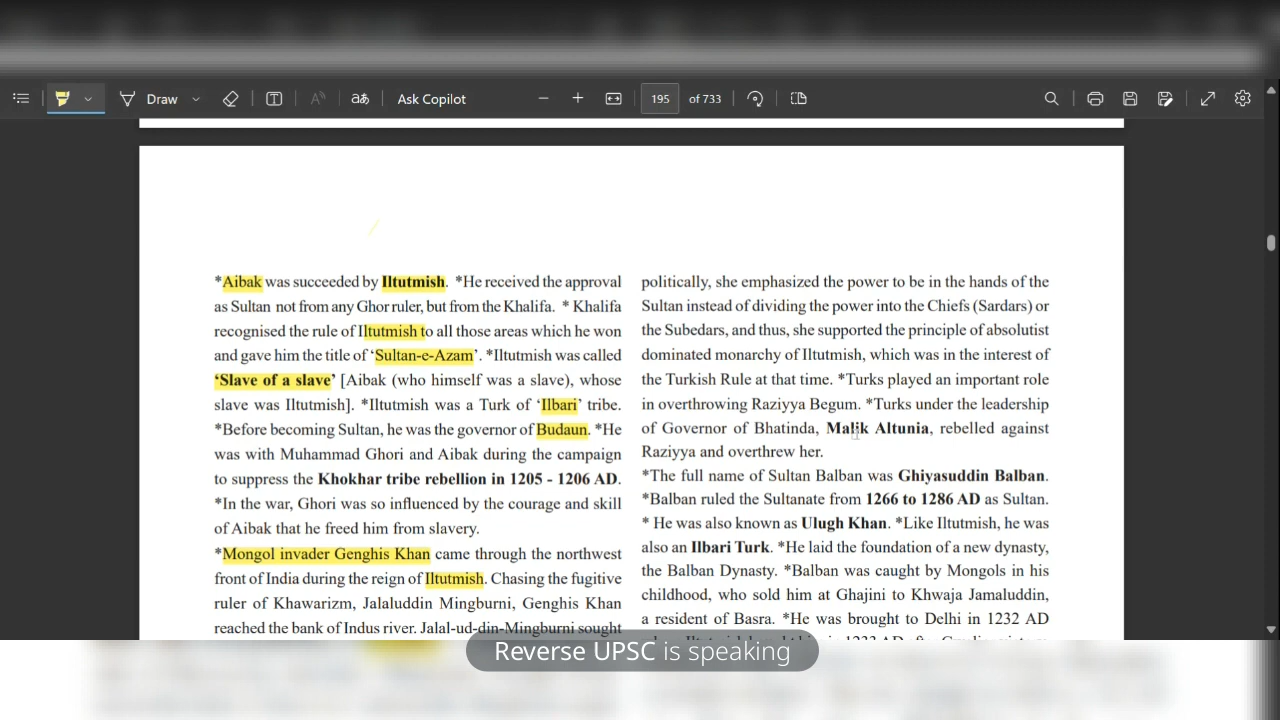 Draw
aあ
Ask Copilot
195 of 733
*Aibak was succeeded by Iltutmish. *He received the approval
as Sultan not from any Ghor ruler, but from the Khalifa. * Khalifa
recognised the rule of Iltutmish to all those areas which he won
and gave him the title of ‘Sultan-e-Azam’. *Iltutmish was called
‘Slave of a slave’ [Aibak (who himself was a slave), whose
slave was Iltutmish]. *Iltutmish was a Turk of ‘Ilbari’ tribe.
*Before becoming Sultan, he was the governor of Budaun. *He
was with Muhammad Ghori and Aibak during the campaign
to suppress the Khokhar tribe rebellion in 1205 - 1206 AD.
*In the war, Ghori was so influenced by the courage and skill
of Aibak that he freed him from slavery.
*Mongol invader Genghis Khan came through the northwest
front of India during the reign of Iltutmish. Chasing the fugitive
ruler of Khawarizm, Jalaluddin Mingburni, Genghis Khan
reached the bank of Indus river. Jalal-ud-din-Mingburni sought
politically, she emphasized the power to be in the hands of the
Sultan instead of dividing the power into the Chiefs (Sardars) or
the Subedars, and thus, she supported the principle of absolutist
dominated monarchy of Iltutmish, which was in the interest of
the Turkish Rule at that time. *Turks played an important role
in overthrowing Raziyya Begum. *Turks under the leadership
of Governor of Bhatinda, Malik Altunia, rebelled against
Raziyya and overthrew her.
*The full name of Sultan Balban was Ghiyasuddin Balban.
*Balban ruled the Sultanate from 1266 to 1286 AD as Sultan.
* He was also known as Ulugh Khan. *Like Iltutmish, he was
also an Ilbari Turk. *He laid the foundation of a new dynasty,
the Balban Dynasty. *Balban was caught by Mongols in his
childhood, who sold him at Ghajini to Khwaja Jamaluddin,
a resident of Basra. *He was brought to Delhi in 1232 AD
Reverse UPSC is speaking